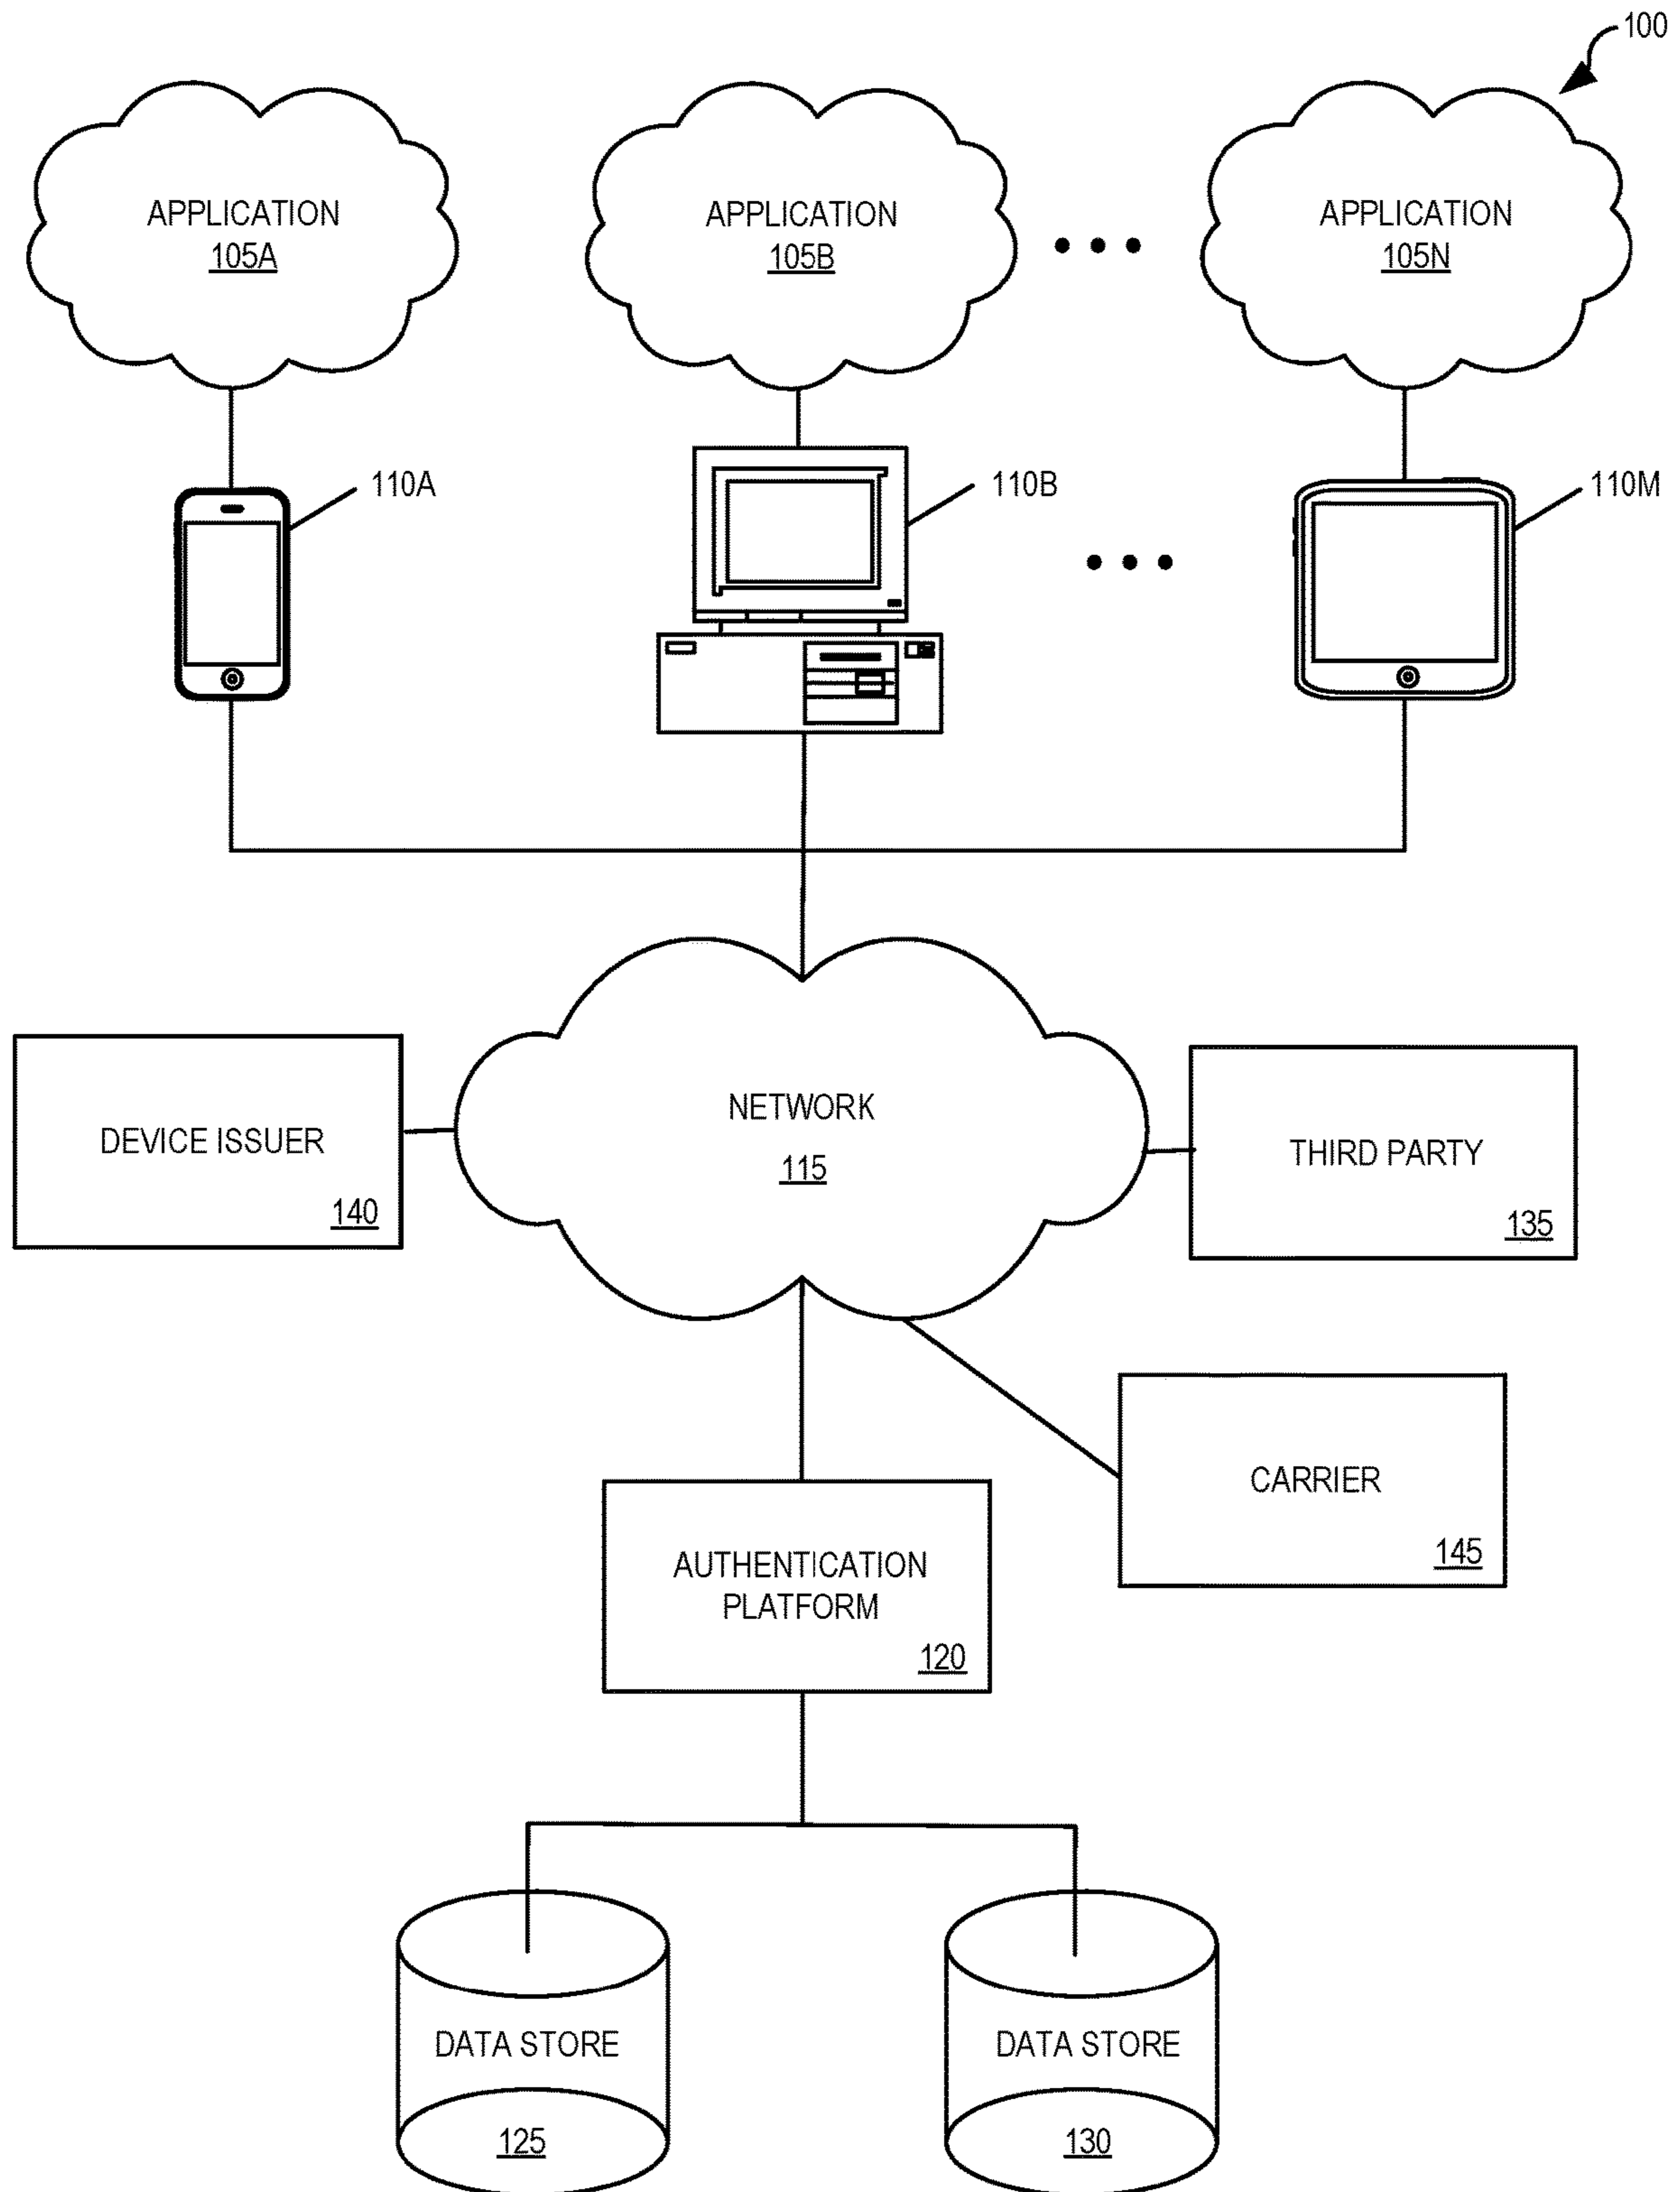 100
APPLICATION
105A
APPLICATION
105B
APPLICATION
105N
110A
110B
110M
NETWORK
115
DEVICE ISSUER
140
THIRD PARTY
135
CARRIER
145
AUTHENTICATION
PLATFORM
120
DATA STORE
125
DATA STORE
130